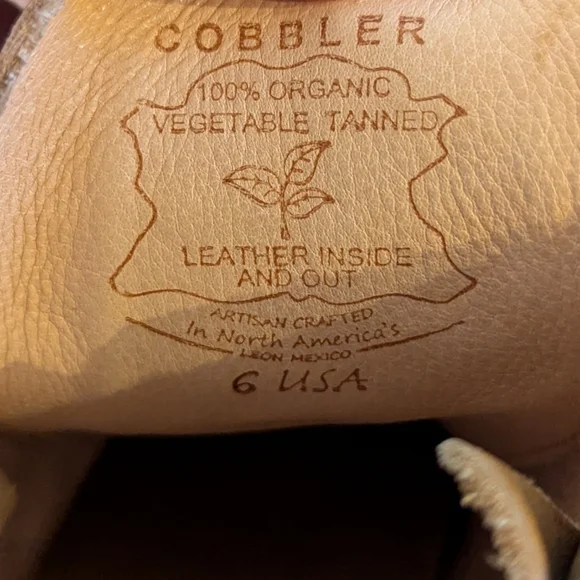 COBBLER
100% ORGANIC
VEGETABLE TANNED
LEATHER INSIDE
AND OUT
ARTISAN CRAFTED
In North America's
LEON MEXICO
6 USA